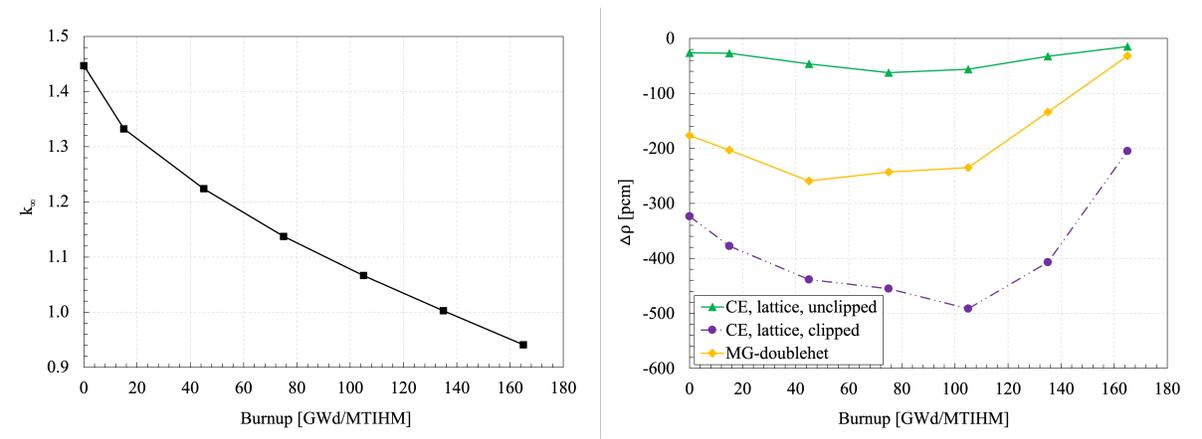 1.5
1.4
1.3
1.2
1.1
1.0
0.9
k∞
0 20 40 60 80 100 120 140 160 180
Burnup [GWd/MTIHM]
0
-100
-200
-300
-400
-500
-600
Δρ [pcm]
CE, lattice, unclipped
CE, lattice, clipped
MG-doublehet
0 20 40 60 80 100 120 140 160 180
Burnup [GWd/MTIHM]